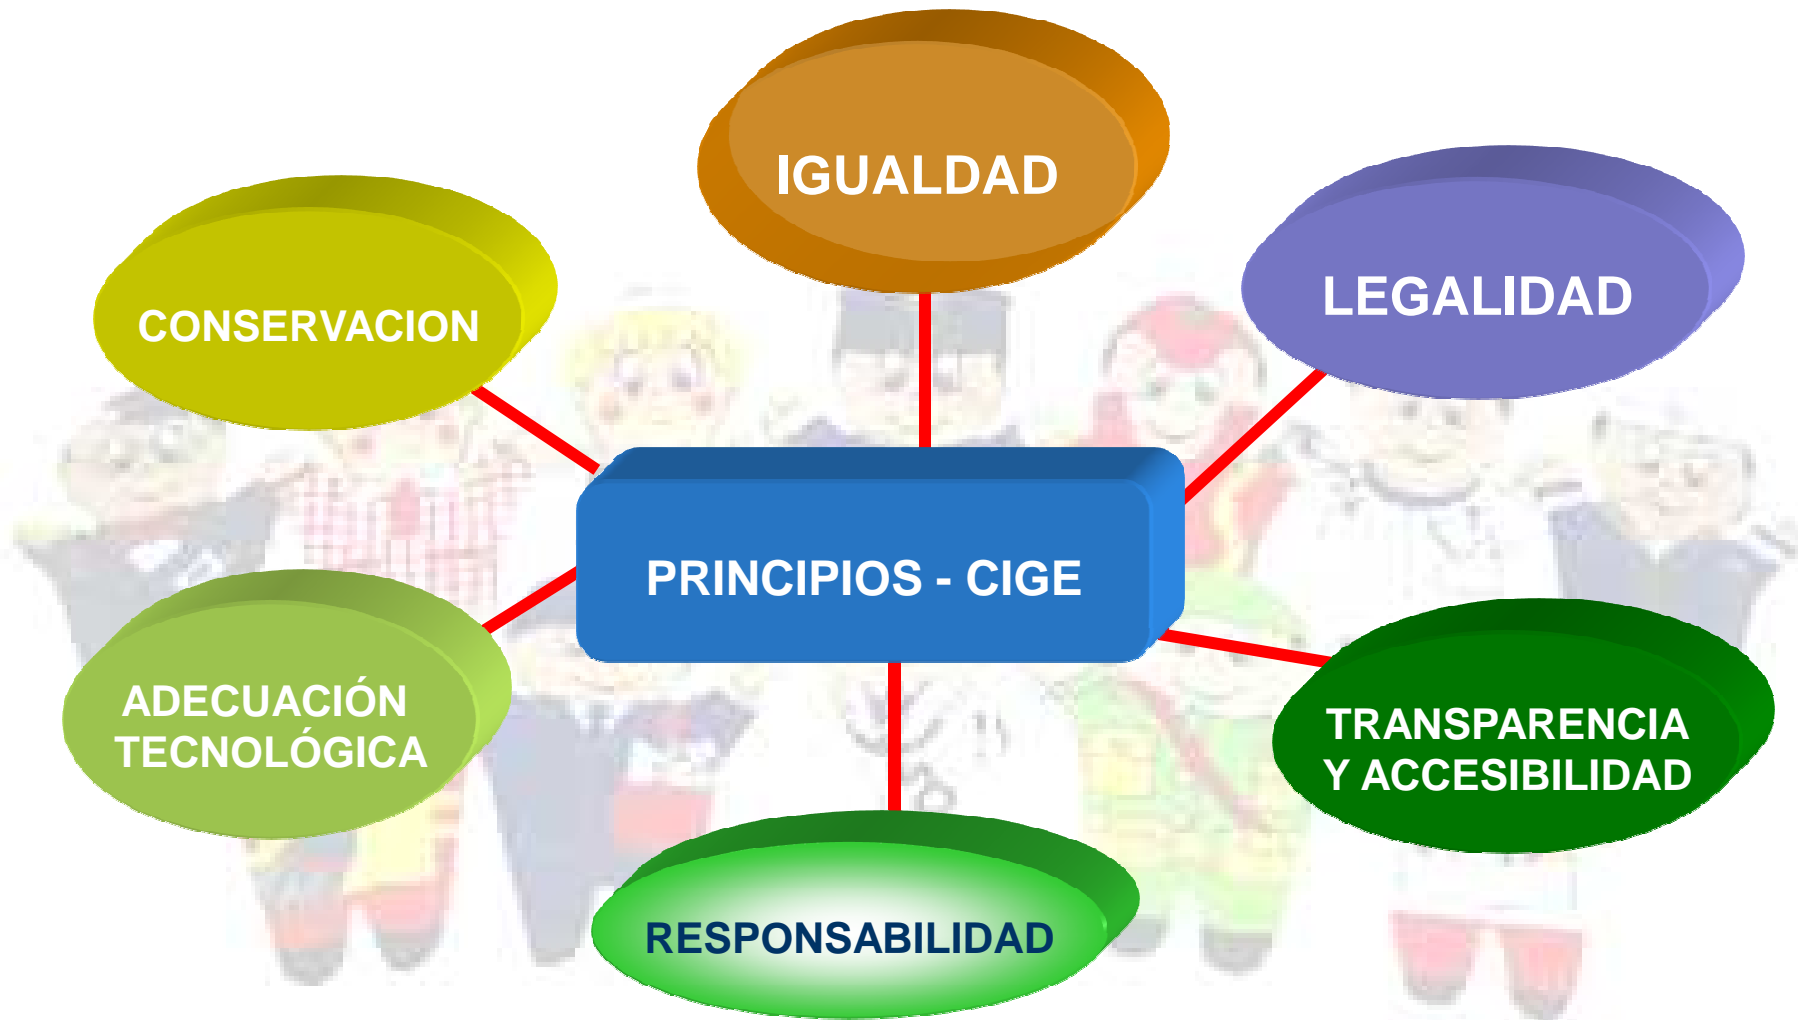 IGUALDAD
LEGALIDAD
CONSERVACION
PRINCIPIOS - CIGE
ADECUACIÓN
TECNOLÓGICA
TRANSPARENCIA
Y ACCESIBILIDAD
RESPONSABILIDAD